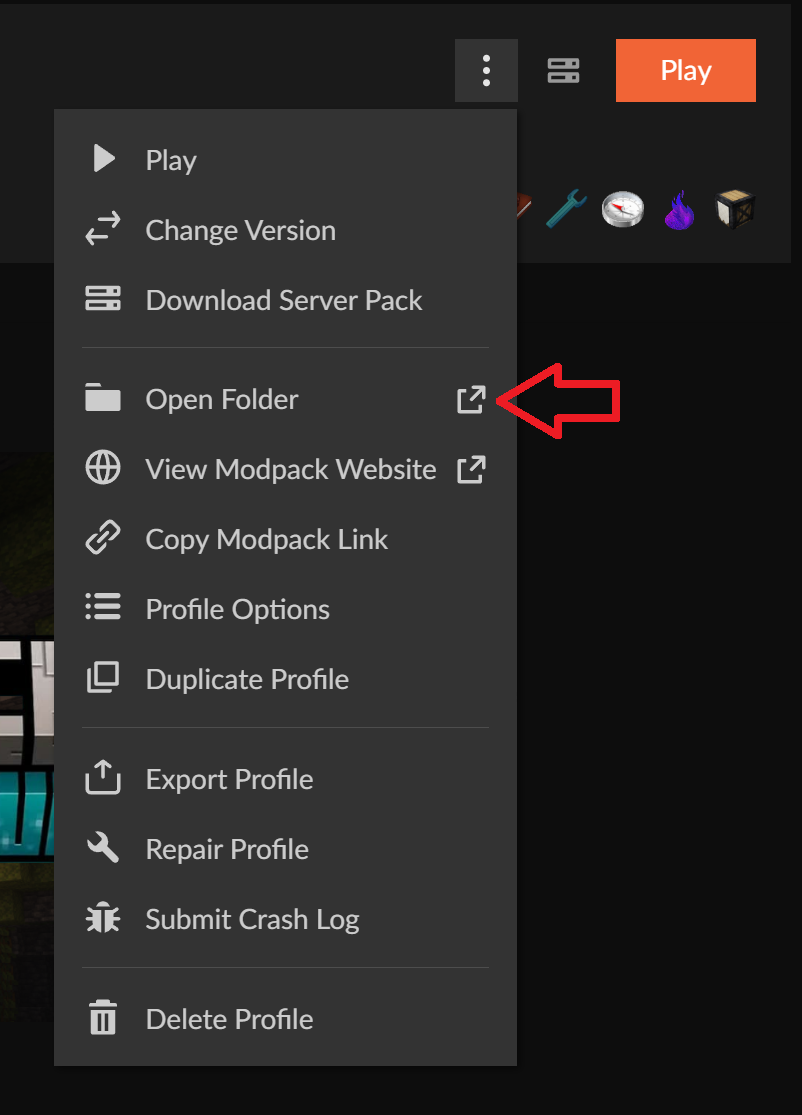 Play
Play
Change Version
Download Server Pack
Open Folder
View Modpack Website
Copy Modpack Link
Profile Options
Duplicate Profile
Export Profile
Repair Profile
Submit Crash Log
Delete Profile